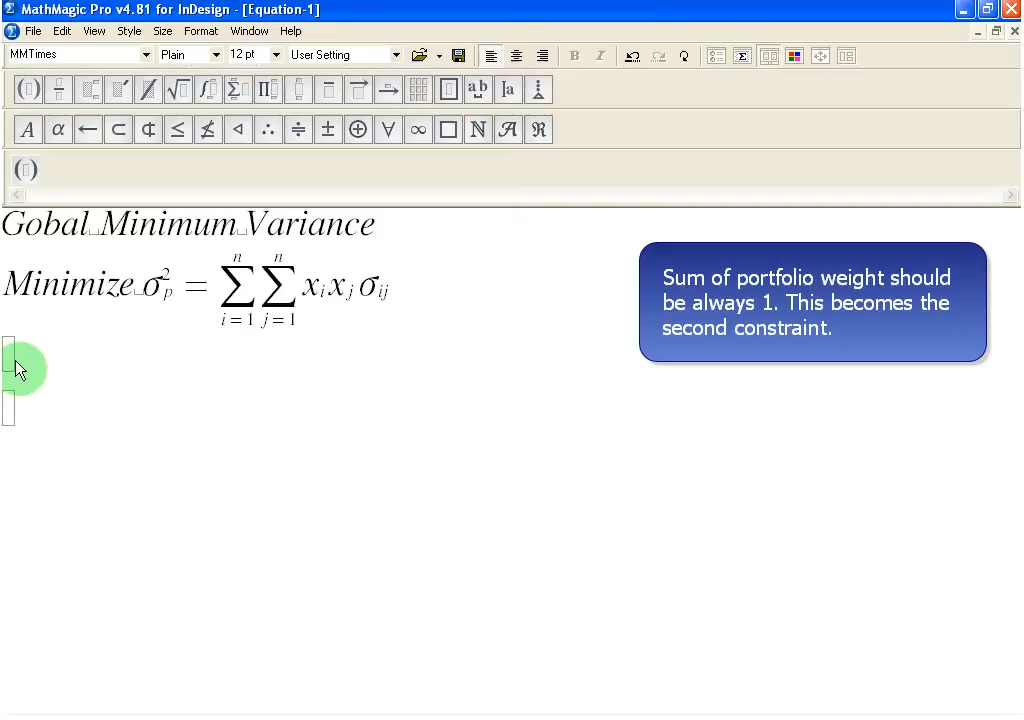 MathMagic Pro v4.81 for InDesign - [Equation-1]
File Edit View Style Size Format Window Help
MMTimes Plain 12 pt User Setting B I
A α ← ⊂ ⊄ ≤ ≰ ⊲ ∴ ≑ ± ⊕ ∀ ∞ □ N A ℜ
Gobal Minimum Variance
Minimize σ²ₚ = ∑ⁿᵢ₌₁ ∑ⁿⱼ₌₁ xᵢxⱼσᵢⱼ
Sum of portfolio weight should
be always 1. This becomes the
second constraint.